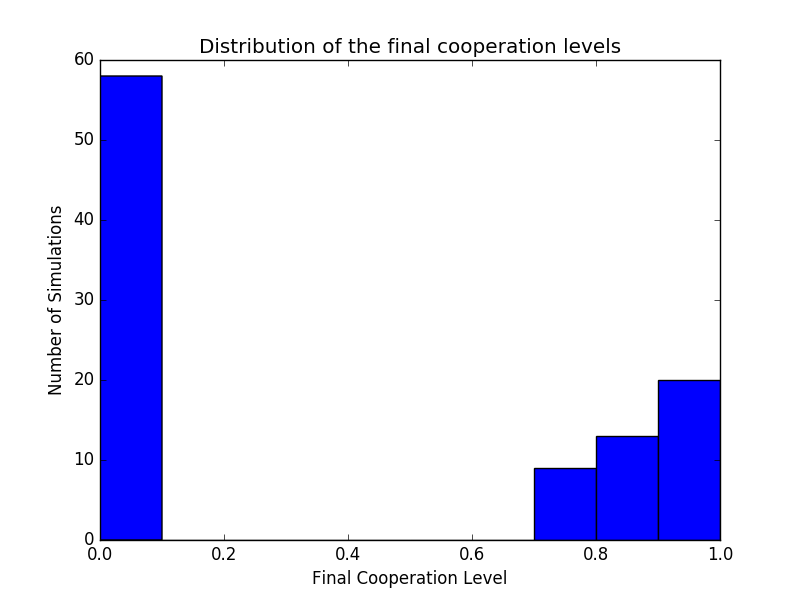 Distribution of the final cooperation levels
60
50
40
30
20
10
0
Number of Simulations
0.0 0.2 0.4 0.6 0.8 1.0
Final Cooperation Level